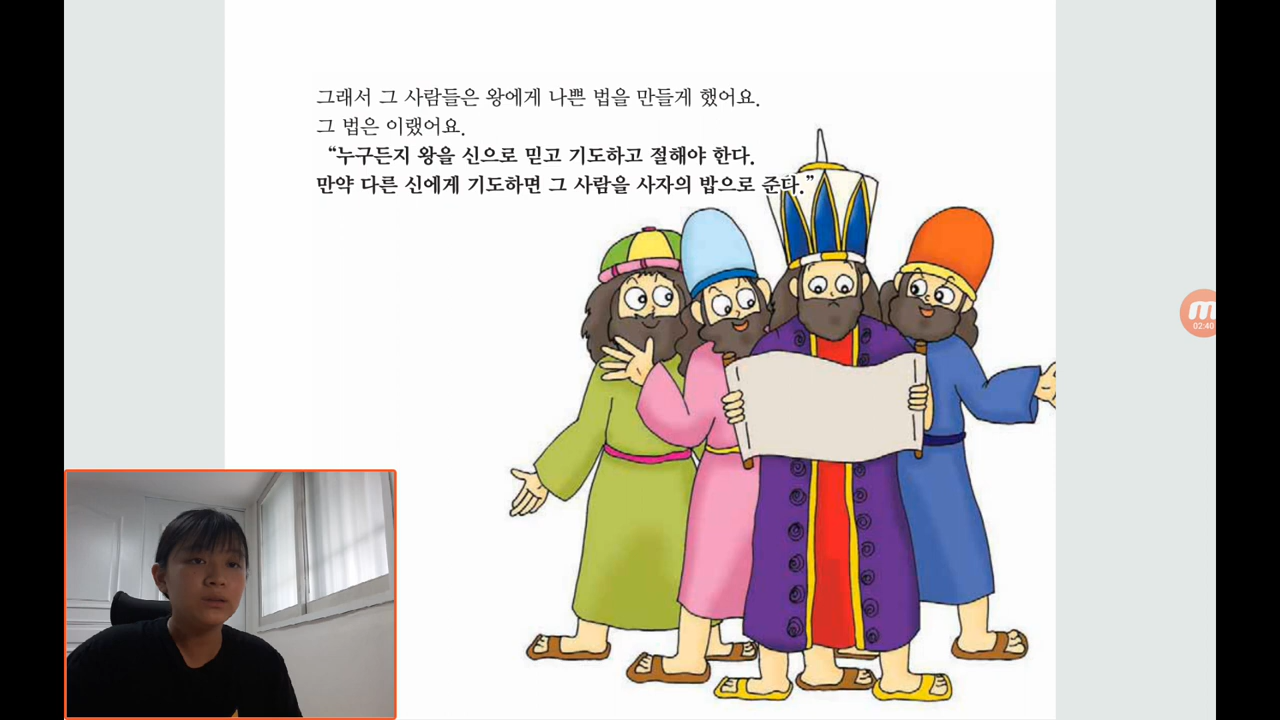 그래서 그 사람들은 왕에게 나쁜 법을 만들게 했어요.
그 법은 이랬어요.
“누구든지 왕을 신으로 믿고 기도하고 절해야 한다.
만약 다른 신에게 기도하면 그 사람을 사자의 밥으로 준다.”
02:40